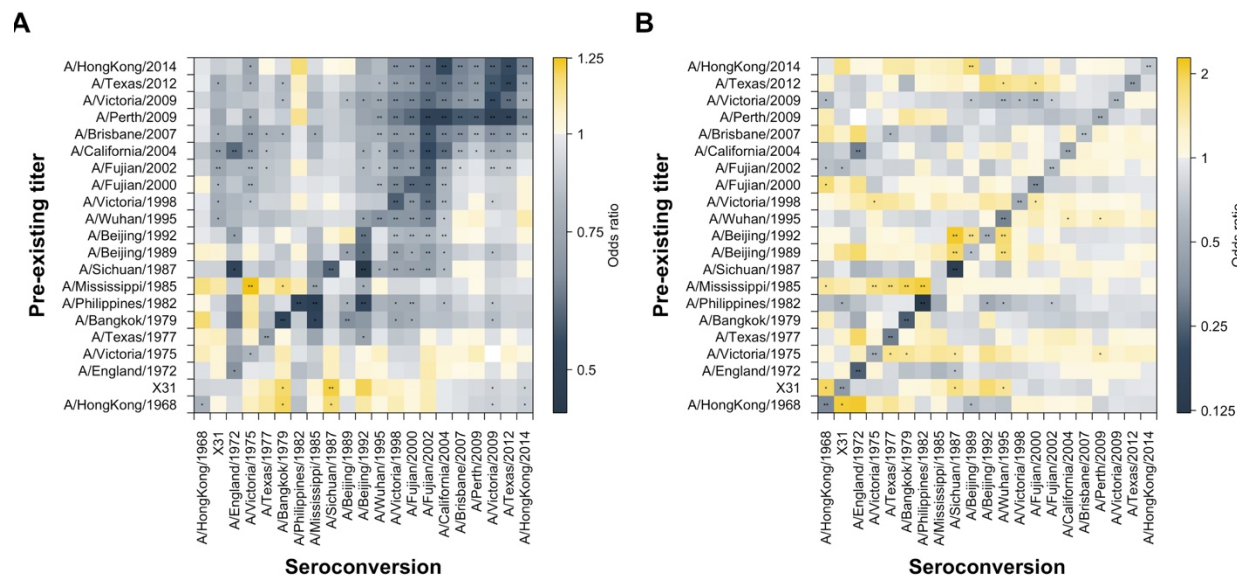 A
Pre-existing titer
A/HongKong/2014
A/Texas/2012
A/Victoria/2009
A/Perth/2009
A/Brisbane/2007
A/California/2004
A/Fujian/2002
A/Fujian/2000
A/Victoria/1998
A/Wuhan/1995
A/Beijing/1992
A/Beijing/1989
A/Sichuan/1987
A/Mississippi/1985
A/Philippines/1982
A/Bangkok/1979
A/Texas/1977
A/Victoria/1975
A/England/1972
X31
A/HongKong/1968
A/HongKong/1968
X31
A/England/1972
A/Victoria/1975
A/Texas/1977
A/Bangkok/1979
A/Philippines/1982
A/Mississippi/1985
A/Sichuan/1987
A/Beijing/1989
A/Beijing/1992
A/Wuhan/1995
A/Victoria/1998
A/Fujian/2000
A/Fujian/2002
A/California/2004
A/Brisbane/2007
A/Perth/2009
A/Victoria/2009
A/Texas/2012
A/HongKong/2014
Seroconversion
1.25
1
0.75
0.5
Odds ratio
B
Pre-existing titer
A/HongKong/2014
A/Texas/2012
A/Victoria/2009
A/Perth/2009
A/Brisbane/2007
A/California/2004
A/Fujian/2002
A/Fujian/2000
A/Victoria/1998
A/Wuhan/1995
A/Beijing/1992
A/Beijing/1989
A/Sichuan/1987
A/Mississippi/1985
A/Philippines/1982
A/Bangkok/1979
A/Texas/1977
A/Victoria/1975
A/England/1972
X31
A/HongKong/1968
A/HongKong/1968
X31
A/England/1972
A/Victoria/1975
A/Texas/1977
A/Bangkok/1979
A/Philippines/1982
A/Mississippi/1985
A/Sichuan/1987
A/Beijing/1989
A/Beijing/1992
A/Wuhan/1995
A/Victoria/1998
A/Fujian/2000
A/Fujian/2002
A/California/2004
A/Brisbane/2007
A/Perth/2009
A/Victoria/2009
A/Texas/2012
A/HongKong/2014
Seroconversion
2
1
0.5
0.25
0.125
Odds ratio